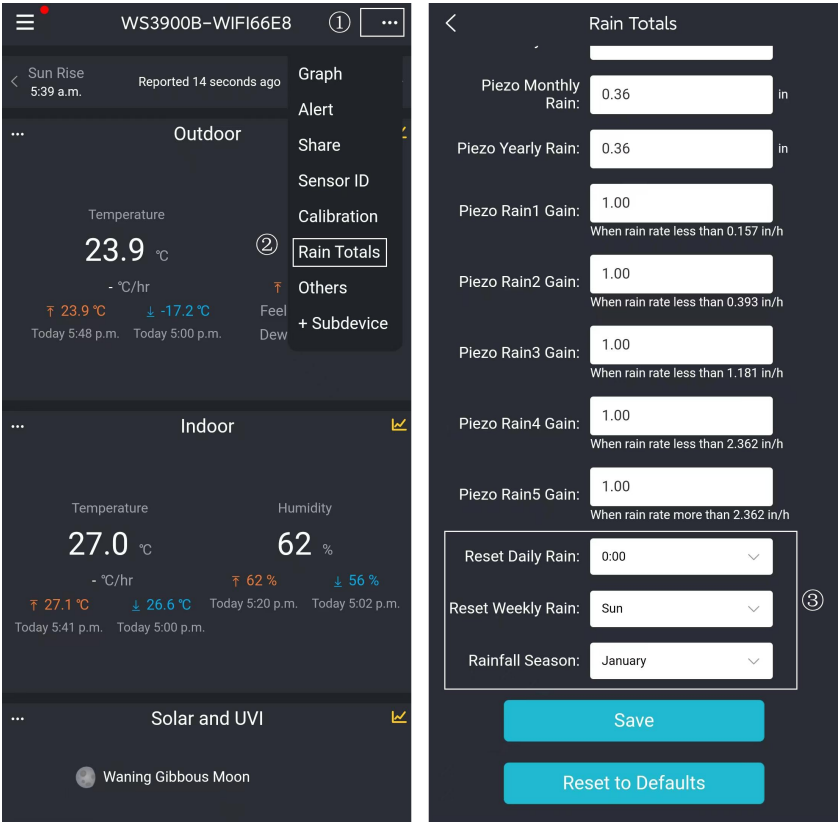 WS3900B-WIFI66E8
① ...
Sun Rise
5:39 a.m.
Reported 14 seconds ago
Graph
Alert
Share
Sensor ID
Calibration
② Rain Totals
Others
+ Subdevice
... Outdoor
Temperature
23.9 ℃
- ℃/hr
23.9 ℃ -17.2 ℃
Today 5:48 p.m. Today 5:00 p.m.
Feel
Dew
... Indoor
Temperature
27.0 ℃
- ℃/hr
27.1 ℃ 26.6 ℃
Today 5:41 p.m. Today 5:00 p.m.
Humidity
62 %
62 % 56 %
Today 5:20 p.m. Today 5:02 p.m.
... Solar and UVI
Waning Gibbous Moon
Rain Totals
Piezo Monthly
Rain: 0.36 in
Piezo Yearly Rain: 0.36 in
Piezo Rain1 Gain: 1.00
When rain rate less than 0.157 in/h
Piezo Rain2 Gain: 1.00
When rain rate less than 0.393 in/h
Piezo Rain3 Gain: 1.00
When rain rate less than 1.181 in/h
Piezo Rain4 Gain: 1.00
When rain rate less than 2.362 in/h
Piezo Rain5 Gain: 1.00
When rain rate more than 2.362 in/h
Reset Daily Rain: 0:00
Reset Weekly Rain: Sun
③
Rainfall Season: January
Save
Reset to Defaults